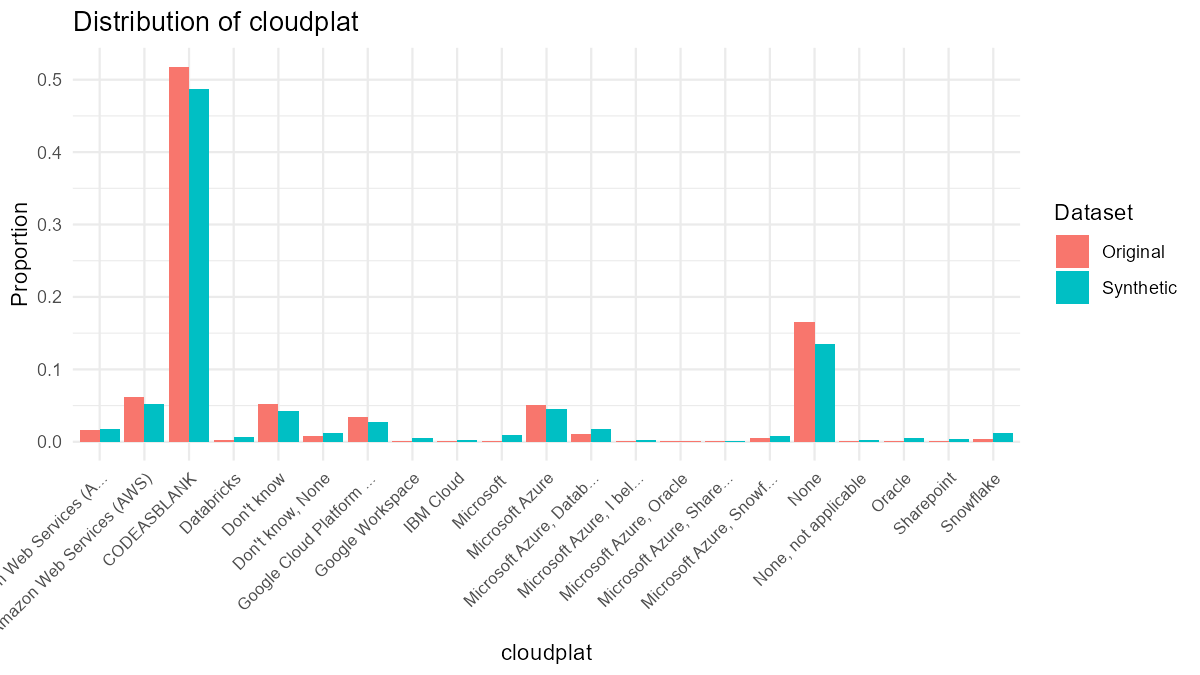 Distribution of cloudplat
Proportion
0.5
0.4
0.3
0.2
0.1
0.0
Web Services (A...
Web Services (AWS)
CODEASBLANK
Databricks
Don't know
Don't know, None
Google Cloud Platform ...
Google Workspace
IBM Cloud
Microsoft
Microsoft Azure
Microsoft Azure, Datab...
Microsoft Azure, I bel...
Microsoft Azure, Oracle
Microsoft Azure, Share...
Microsoft Azure, Snowf...
None
None, not applicable
Oracle
Sharepoint
Snowflake
cloudplat
Dataset
Original
Synthetic